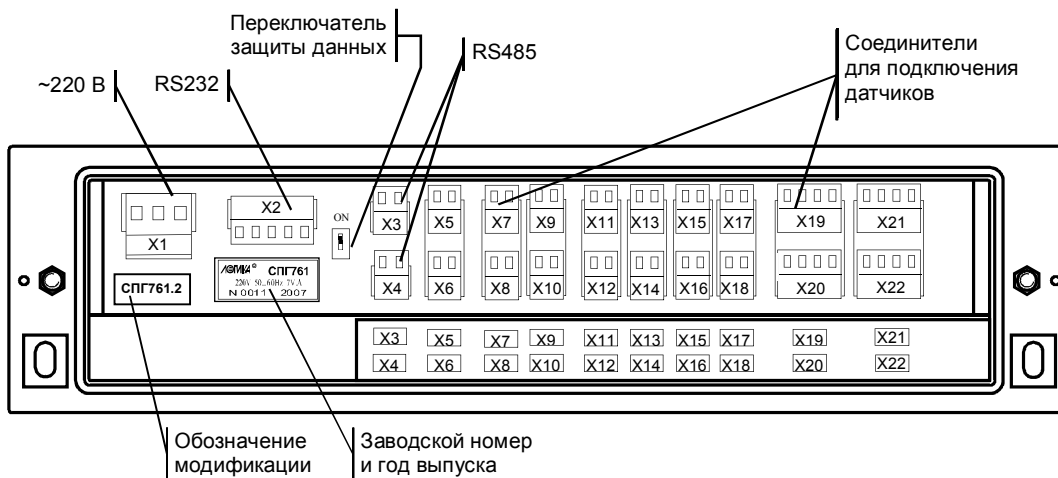 Переключатель
защиты данных
RS485
Соединители
для подключения
датчиков
~220 В
RS232
ON
X1
X2
X3
X5
X7
X9
X11
X13
X15
X17
X19
X21
X4
X6
X8
X10
X12
X14
X16
X18
X20
X22
СПГ761.2
ЛОГИКА® СПГ761
220V 50...60Hz 7V.A
N 0011 2007
X3 X5 X7 X9 X11 X13 X15 X17 X19 X21
X4 X6 X8 X10 X12 X14 X16 X18 X20 X22
Обозначение
модификации
Заводской номер
и год выпуска